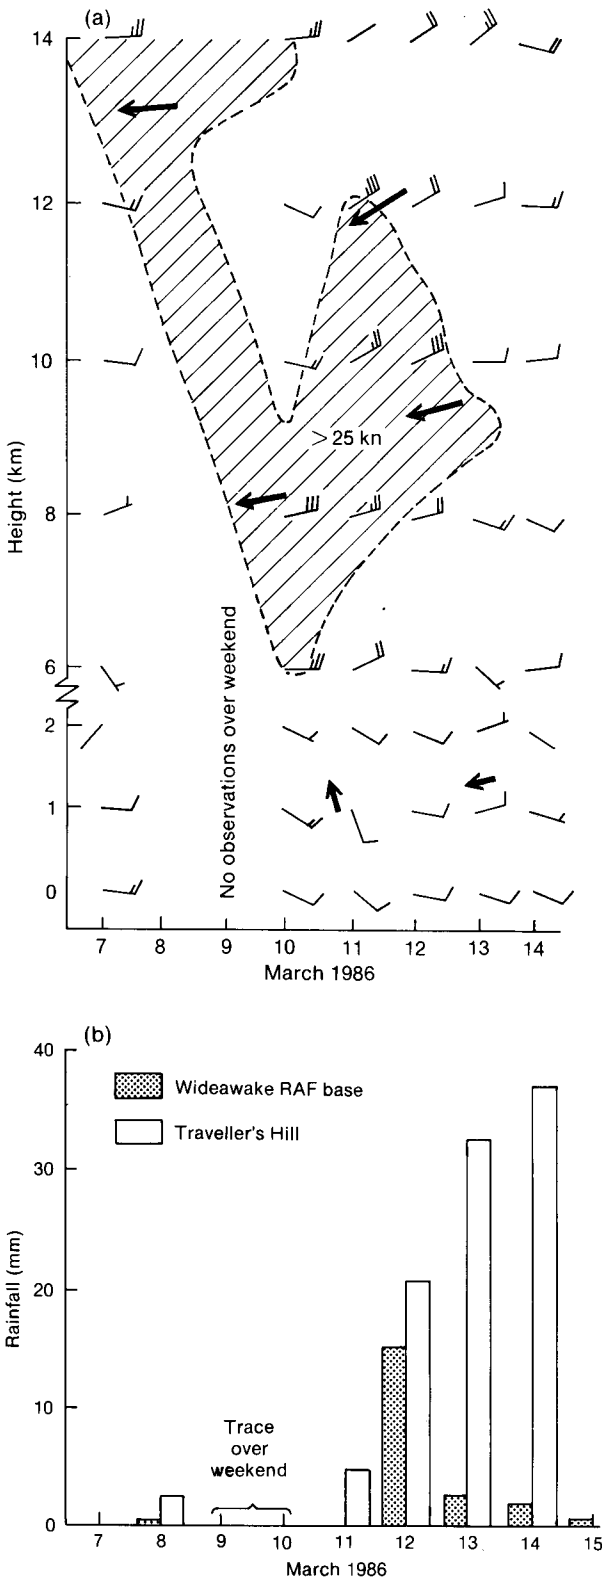 (a)
14
12
10
8
6
2
1
0
Height (km)
> 25 kn
No observations over weekend
7 8 9 10 11 12 13 14
March 1986
(b)
40
30
20
10
0
Rainfall (mm)
Wideawake RAF base
Traveller's Hill
Trace
over
weekend
7 8 9 10 11 12 13 14 15
March 1986